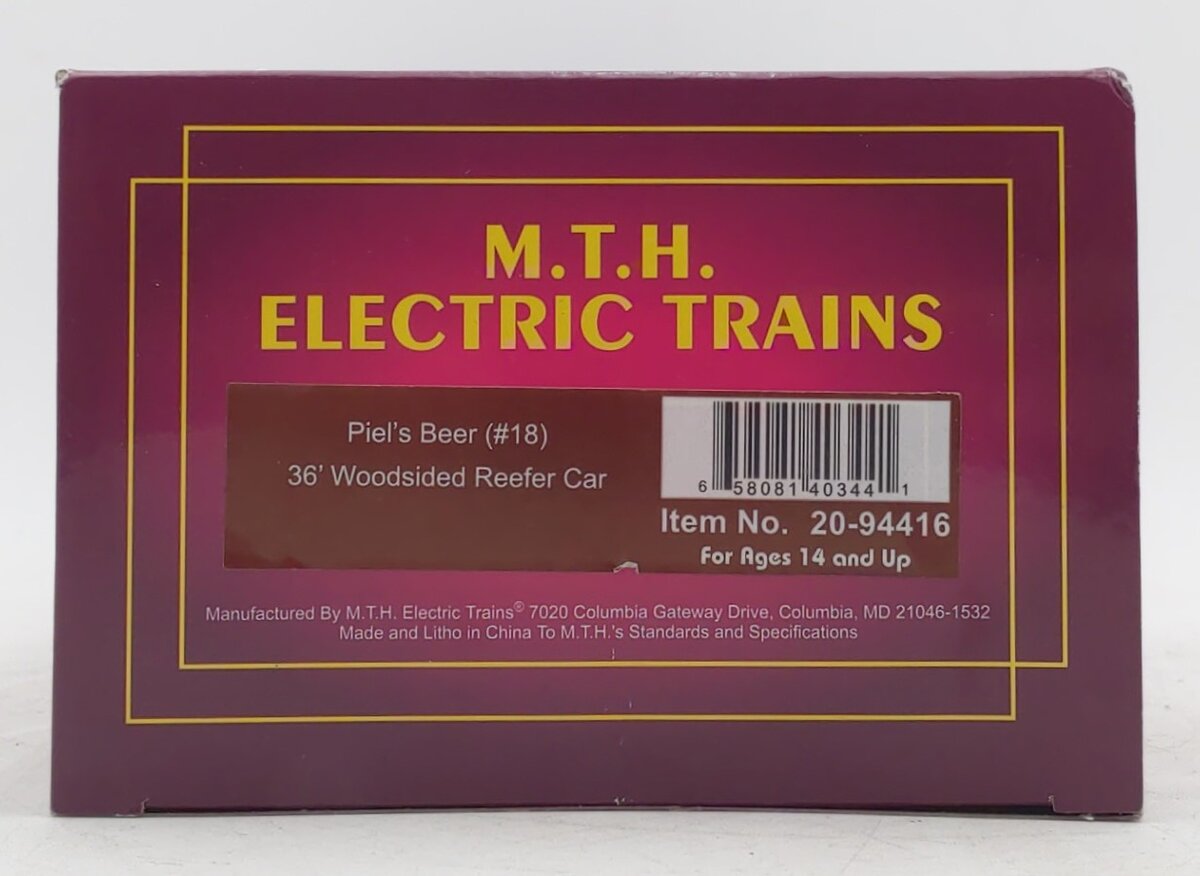 M.T.H.
ELECTRIC TRAINS
Piel's Beer (#18)
36' Woodsided Reefer Car
6 58081 40344 1
Item No. 20-94416
For Ages 14 and Up
Manufactured By M.T.H. Electric Trains® 7020 Columbia Gateway Drive, Columbia, MD 21046-1532
Made and Litho in China To M.T.H.'s Standards and Specifications